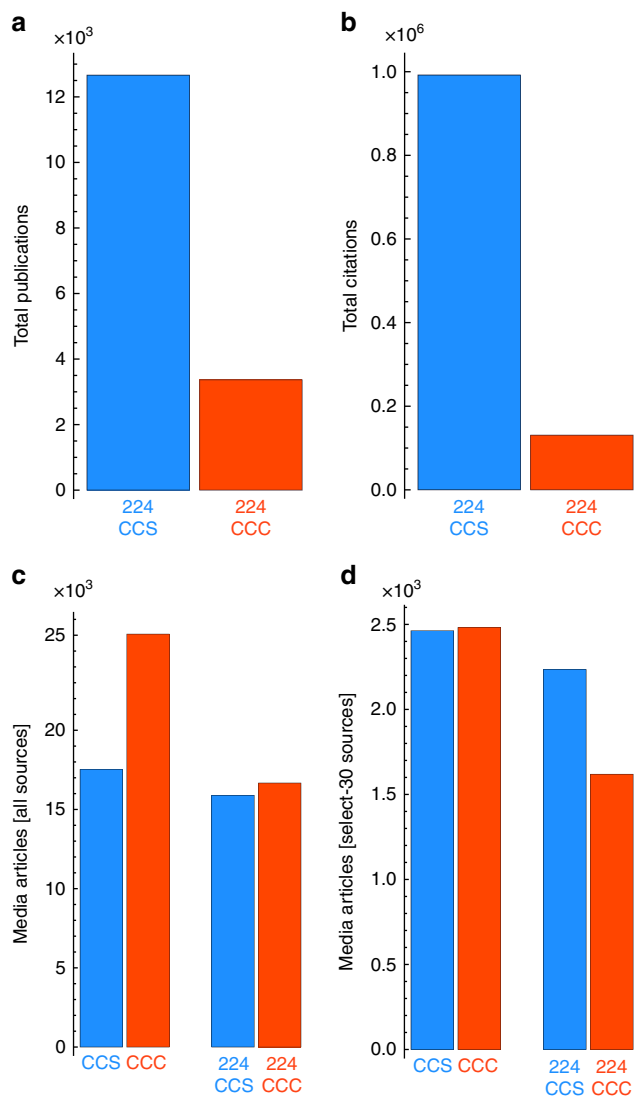 a
×10³
Total publications
12
10
8
6
4
2
0
224
CCS
224
CCC
b
×10⁶
Total citations
1.0
0.8
0.6
0.4
0.2
0.0
224
CCS
224
CCC
c
×10³
Media articles [all sources]
25
20
15
10
5
0
CCS CCC
224
CCS
224
CCC
d
×10³
Media articles [select-30 sources]
2.5
2.0
1.5
1.0
0.5
0.0
CCS CCC
224
CCS
224
CCC